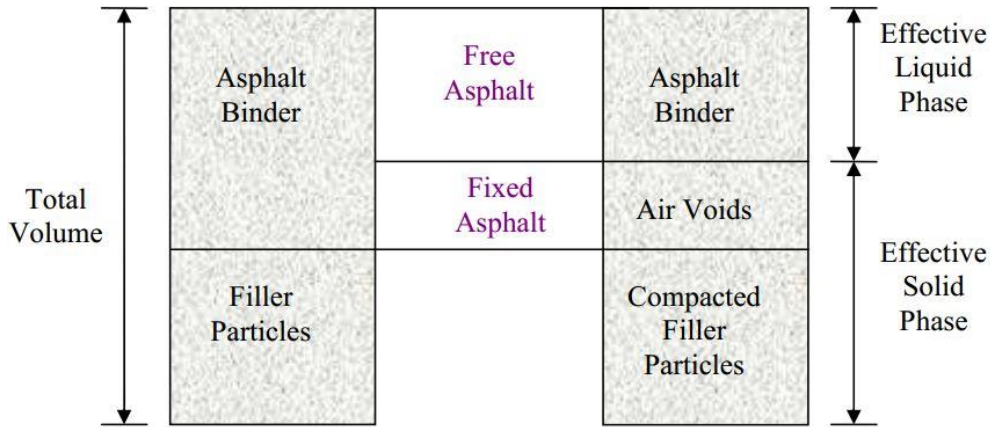 Total
Volume
Asphalt
Binder
Filler
Particles
Free
Asphalt
Fixed
Asphalt
Asphalt
Binder
Air Voids
Compacted
Filler
Particles
Effective
Liquid
Phase
Effective
Solid
Phase